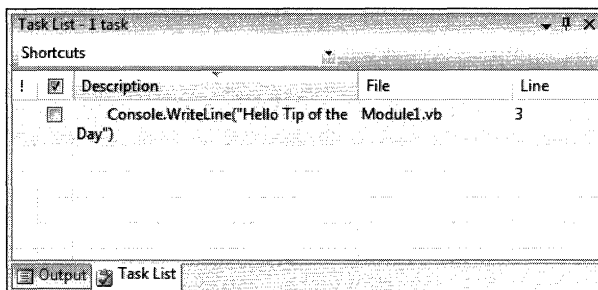 Task List - 1 task
Shortcuts
! Description File Line
Console.WriteLine("Hello Tip of the Module1.vb 3
Day")
Output Task List